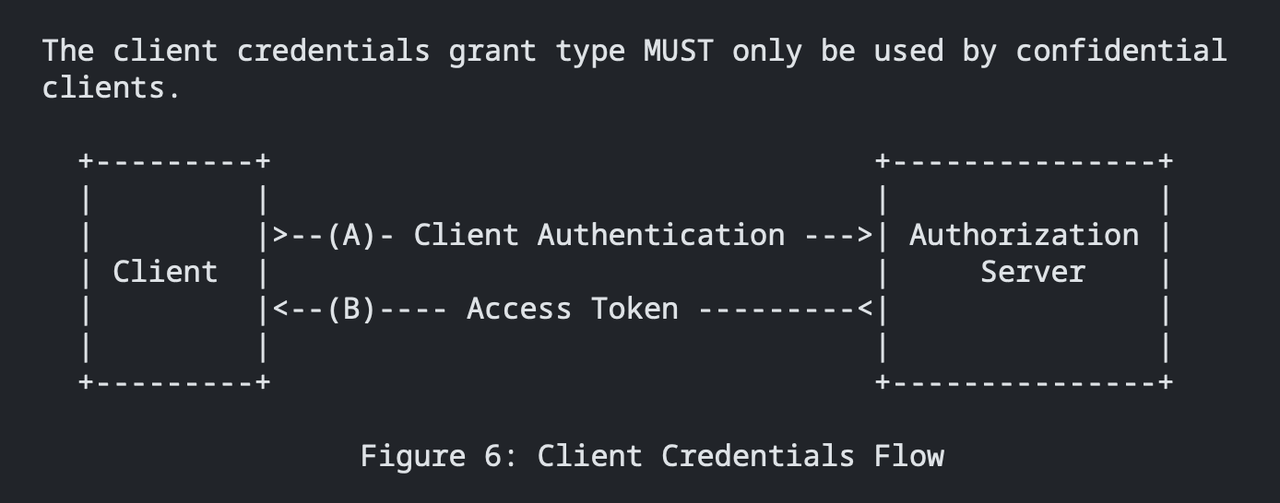 The client credentials grant type MUST only be used by confidential
clients.

+---------+                                  +---------------+
|         |                                  |               |
|         |>--(A)- Client Authentication --->| Authorization |
| Client  |                                  |     Server    |
|         |<--(B)---- Access Token ---------<|               |
|         |                                  |               |
+---------+                                  +---------------+

Figure 6: Client Credentials Flow